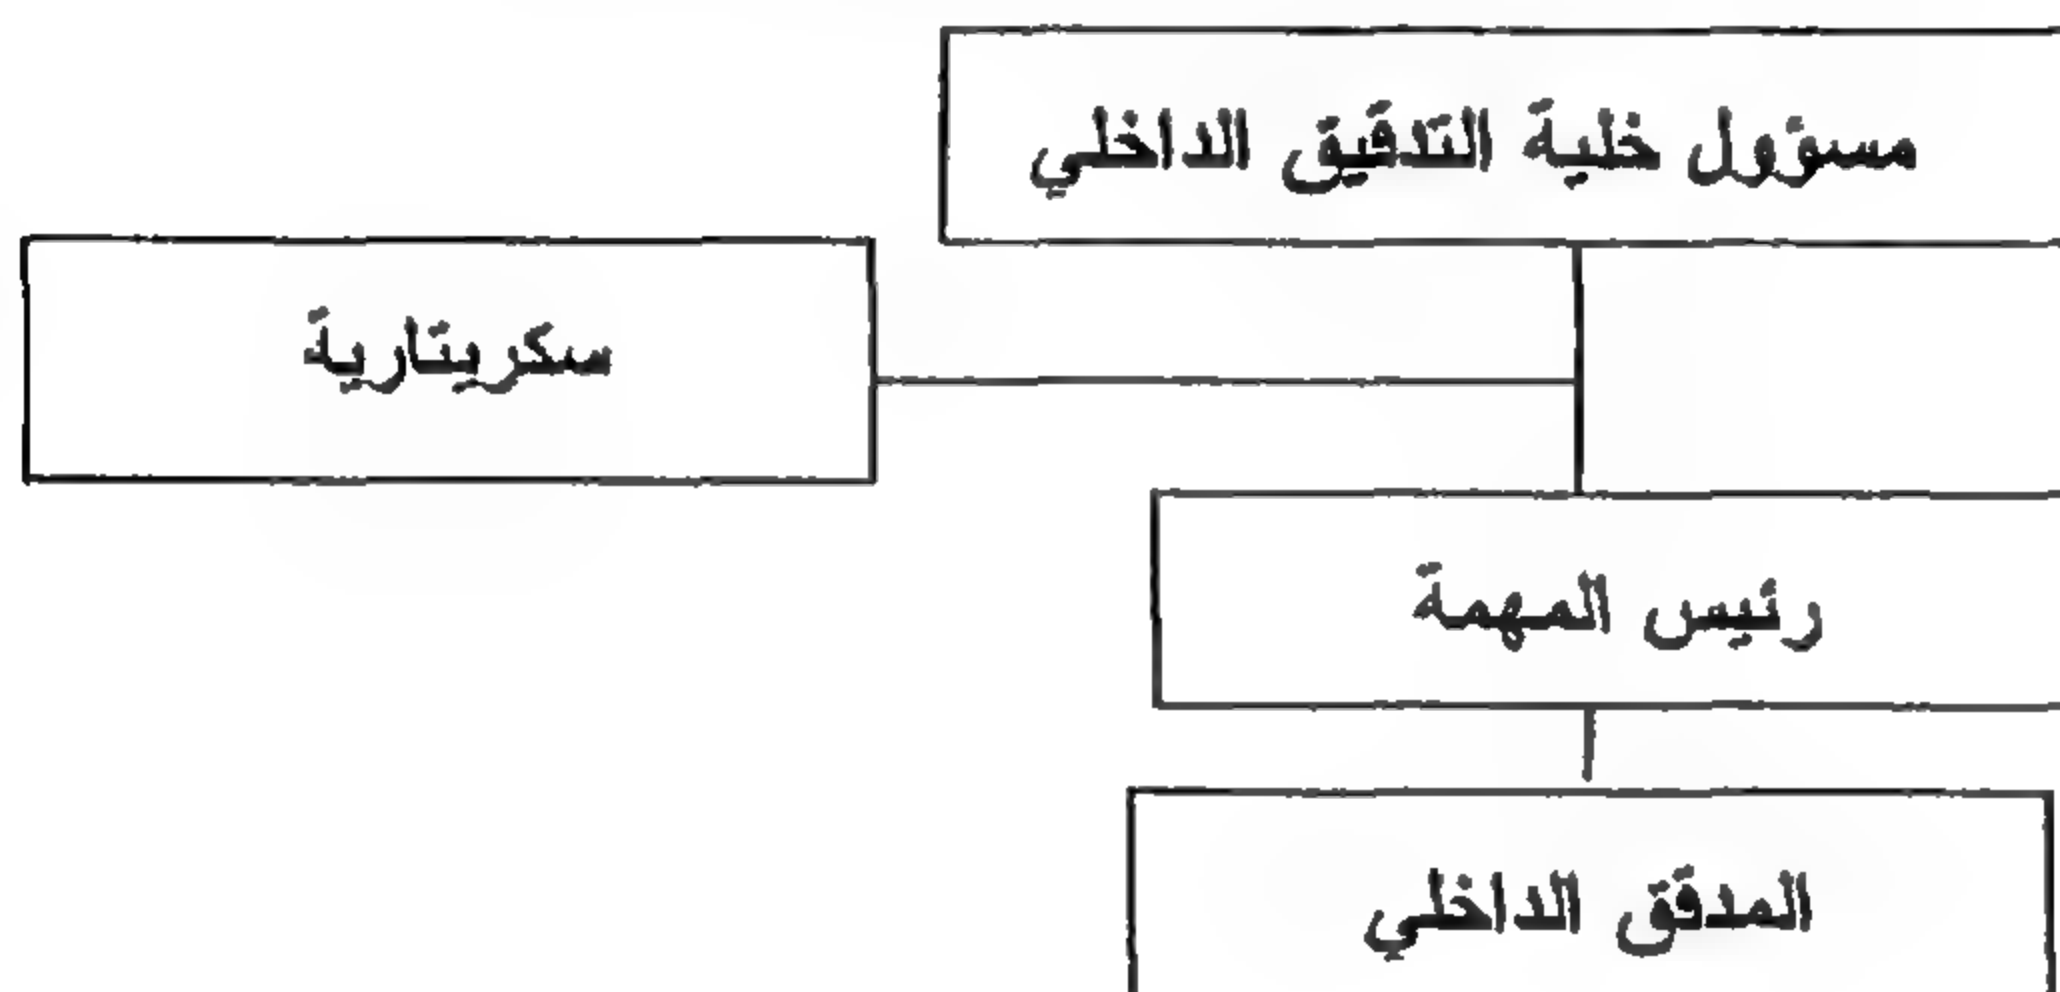 مسؤول خلية التدقيق الداخلي
سكريتارية
رئيس المهمة
المدقق الداخلي